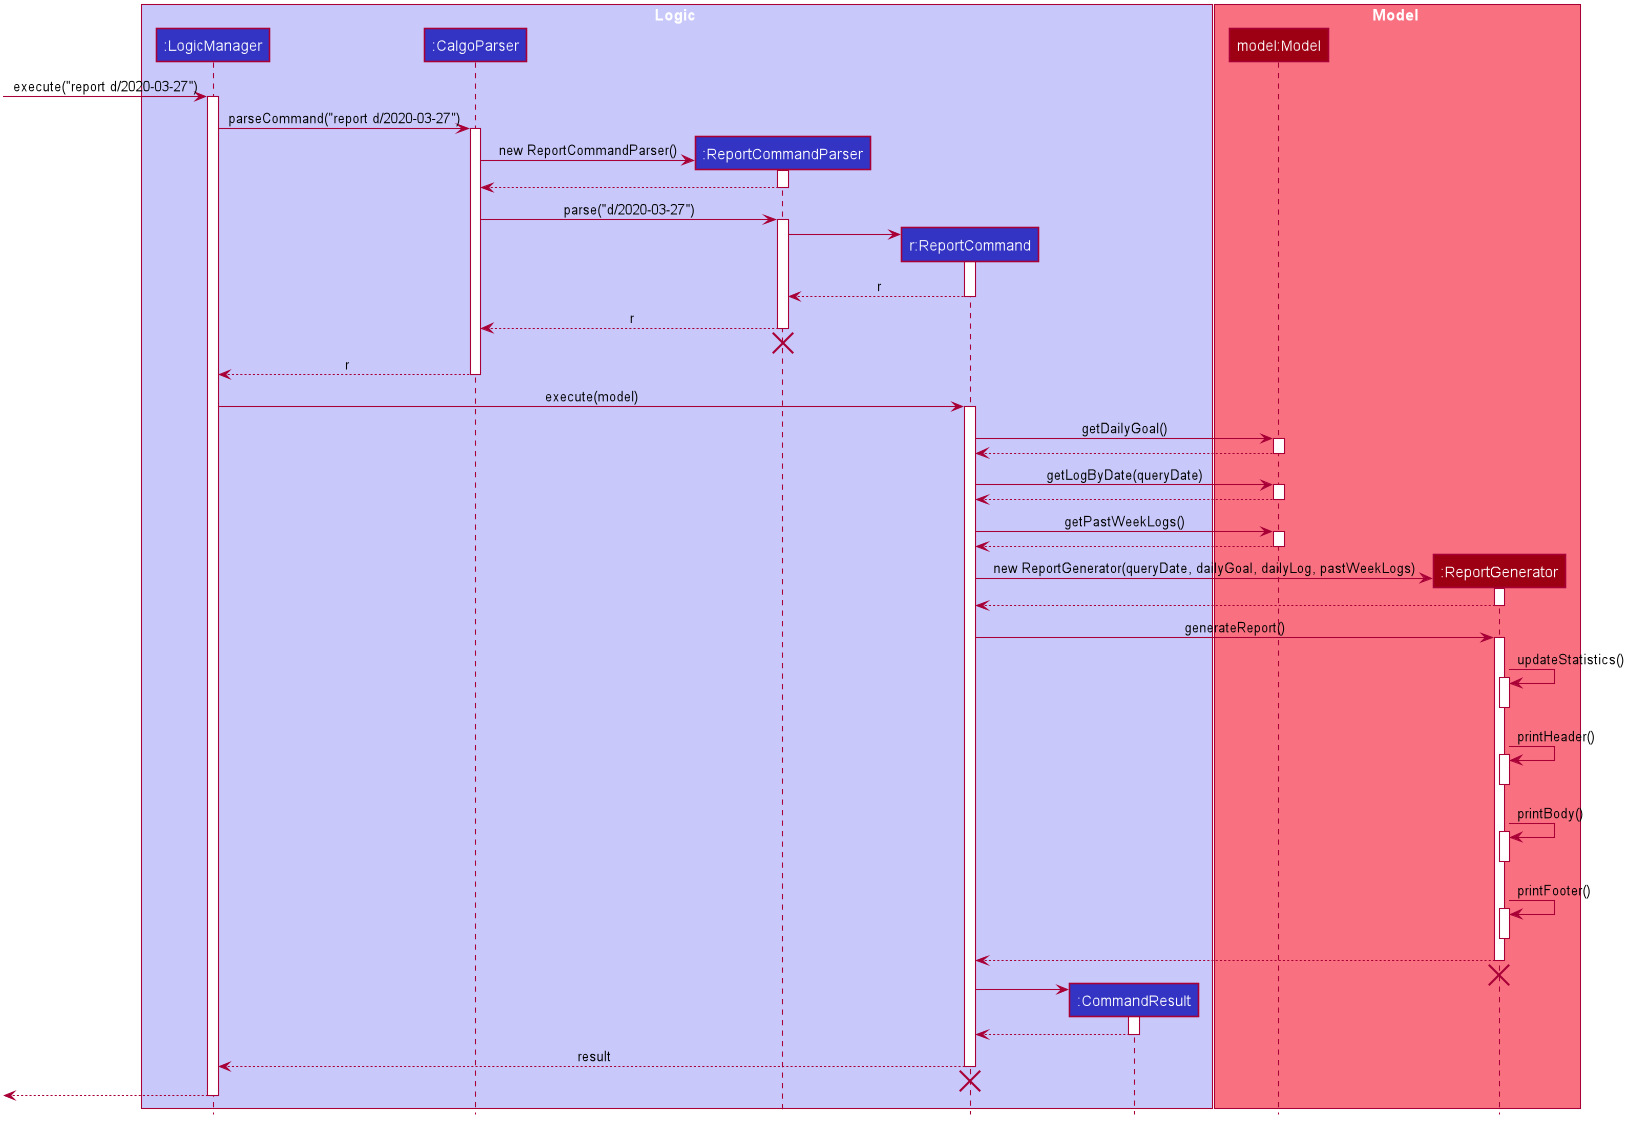 Logic
Model
:LogicManager
:CalgoParser
model:Model
execute("report d/2020-03-27")
parseCommand("report d/2020-03-27")
new ReportCommandParser()
:ReportCommandParser
parse("d/2020-03-27")
r:ReportCommand
r
r
r
execute(model)
getDailyGoal()
getLogByDate(queryDate)
getPastWeekLogs()
new ReportGenerator(queryDate, dailyGoal, dailyLog, pastWeekLogs)
:ReportGenerator
generateReport()
updateStatistics()
printHeader()
printBody()
printFooter()
:CommandResult
result